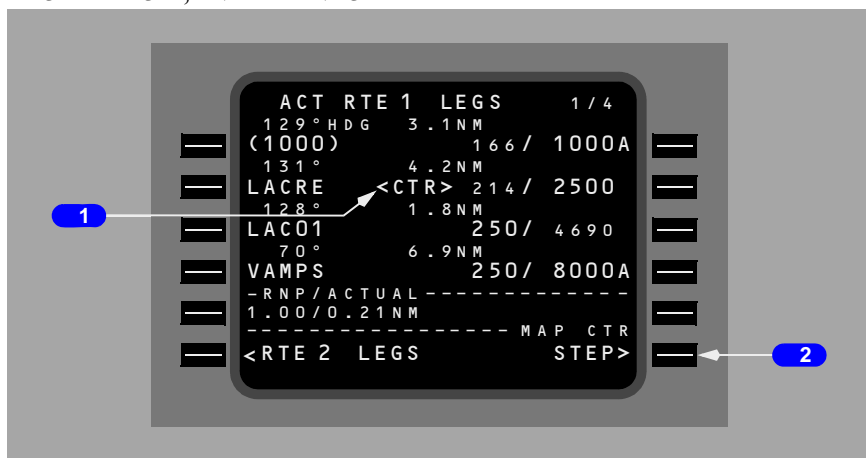 ACT RTE 1 LEGS 1/4
129°HDG 3.1NM
(1000) 166/ 1000A
131° 4.2NM
LACRE <CTR> 214/ 2500
1
128° 1.8NM
LACO1 250/ 4690
70° 6.9NM
VAMPS 250/ 8000A
-RNP/ACTUAL-------------
1.00/0.21NM
------------------ MAP CTR
<RTE 2 LEGS STEP>
2